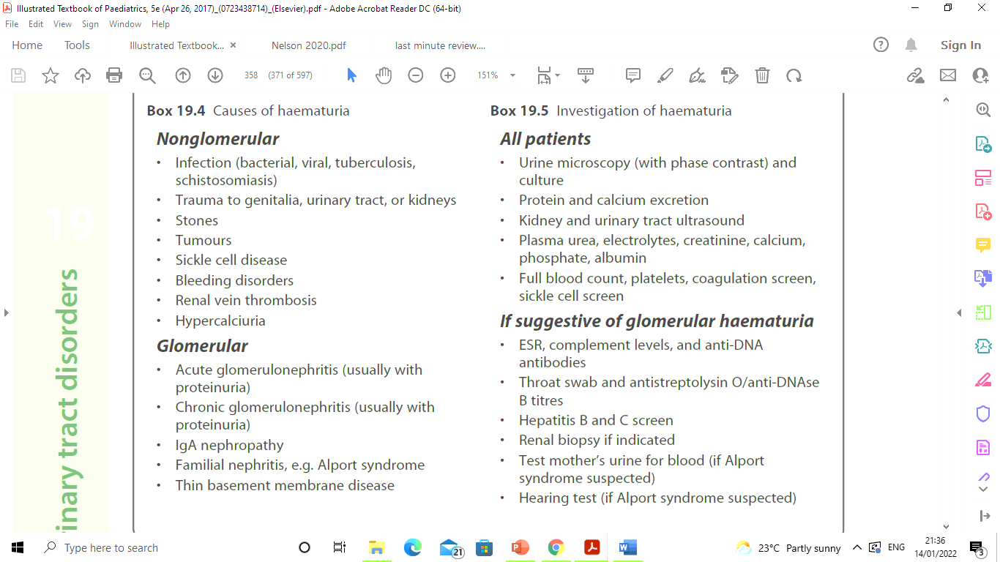 Illustrated Textbook of Paediatrics, 5e (Apr 26, 2017)_(0723438714)_(Elsevier).pdf - Adobe Acrobat Reader DC (64-bit)
File Edit View Sign Window Help
Home Tools Illustrated Textbook... × Nelson 2020.pdf last minute review.... Sign In
358 (371 of 597) 151%
Box 19.4 Causes of haematuria
Nonglomerular
• Infection (bacterial, viral, tuberculosis,
schistosomiasis)
• Trauma to genitalia, urinary tract, or kidneys
• Stones
• Tumours
• Sickle cell disease
• Bleeding disorders
• Renal vein thrombosis
• Hypercalciuria
Glomerular
• Acute glomerulonephritis (usually with
proteinuria)
• Chronic glomerulonephritis (usually with
proteinuria)
• IgA nephropathy
• Familial nephritis, e.g. Alport syndrome
• Thin basement membrane disease
Box 19.5 Investigation of haematuria
All patients
• Urine microscopy (with phase contrast) and
culture
• Protein and calcium excretion
• Kidney and urinary tract ultrasound
• Plasma urea, electrolytes, creatinine, calcium,
phosphate, albumin
• Full blood count, platelets, coagulation screen,
sickle cell screen
If suggestive of glomerular haematuria
• ESR, complement levels, and anti-DNA
antibodies
• Throat swab and antistreptolysin O/anti-DNAse
B titres
• Hepatitis B and C screen
• Renal biopsy if indicated
• Test mother's urine for blood (if Alport
syndrome suspected)
• Hearing test (if Alport syndrome suspected)
19
inary tract disorders
Type here to search
21
23°C Partly sunny
ENG
21:36
14/01/2022
3